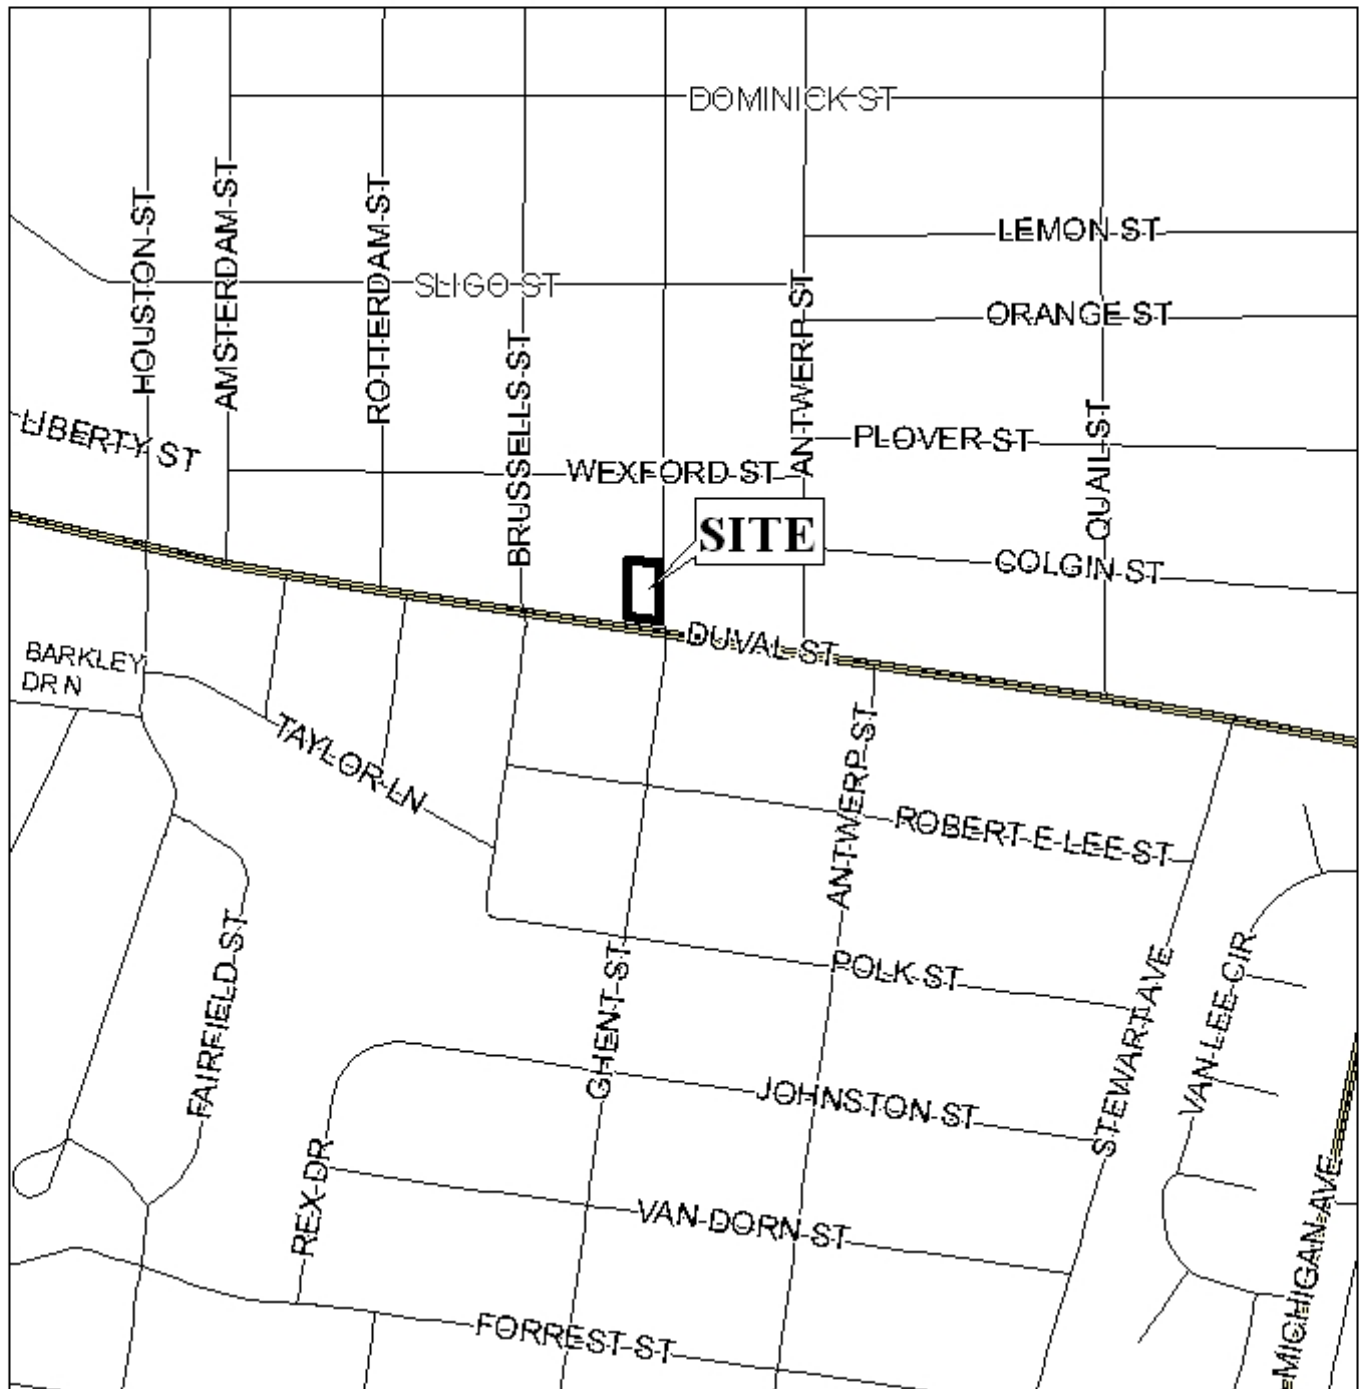 DOMINICK ST
HOUSTON ST
AMSTERDAM ST
ROTTERDAM ST
LEMON ST
SLIGO ST
ORANGE ST
ANTWERP ST
BRUSSELLS ST
LIBERTY ST
PLOVER ST
QUAIL ST
WEXFORD ST
SITE
COLGIN ST
DUVAL ST
BARKLEY
DR N
TAYLOR LN
ANTWERP ST
ROBERT E LEE ST
FAIRFIELD ST
GHENT ST
POLK ST
STEWART AVE
VAN LEE CIR
JOHNSTON ST
REX DR
VAN DORN ST
MICHIGAN AVE
FORREST ST